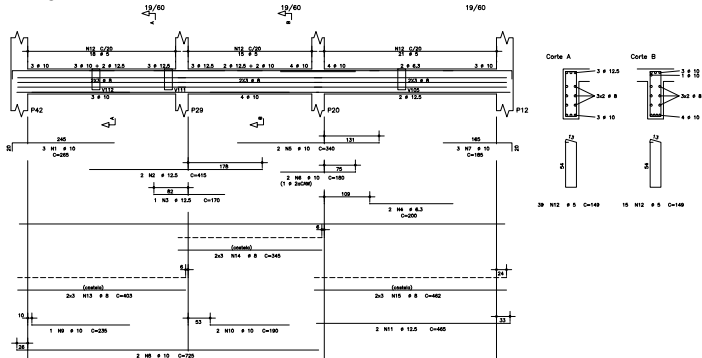 19/60 19/60 19/60
A B
N12 C/20 N12 C/20 N12 C/20
18 ø 5 15 ø 5 21 ø 5
3 ø 10 3 ø 10 + 2 ø 12.5 3 ø 12.5 3 ø 12.5 2 ø 12.5 + 2 ø 10 4 ø 10 4 ø 10 2 ø 6.3 3 ø 10
2X3 ø 8 2X3 ø 8 2X3 ø 8
V112 V111 V105
3 ø 10 4 ø 10 2 ø 12.5
P42 P29 P20 P12
A B
245
20
3 N1 ø 10
C=265
131
2 N5 ø 10 C=340
165
20
3 N7 ø 10
C=185
178
2 N2 ø 12.5 C=415
75
2 N6 ø 10 C=180
(1 ø 2aCAM)
82
1 N3 ø 12.5 C=170
109
2 N4 ø 6.3
C=200
6
(costela)
2x3 N14 ø 8 C=345
6
24
(costela)
2x3 N13 ø 8 C=403
(costela)
2x3 N15 ø 8 C=462
10
1 N9 ø 10 C=235
53
2 N10 ø 10 C=190
33
2 N11 ø 12.5 C=465
26
2 N8 ø 10 C=725
Corte A Corte B
3 ø 12.5
3x2 ø 8
3 ø 10
3 ø 10
1 ø 10
3x2 ø 8
4 ø 10
13 13
54 54
39 N12 ø 5 C=149 15 N12 ø 5 C=149